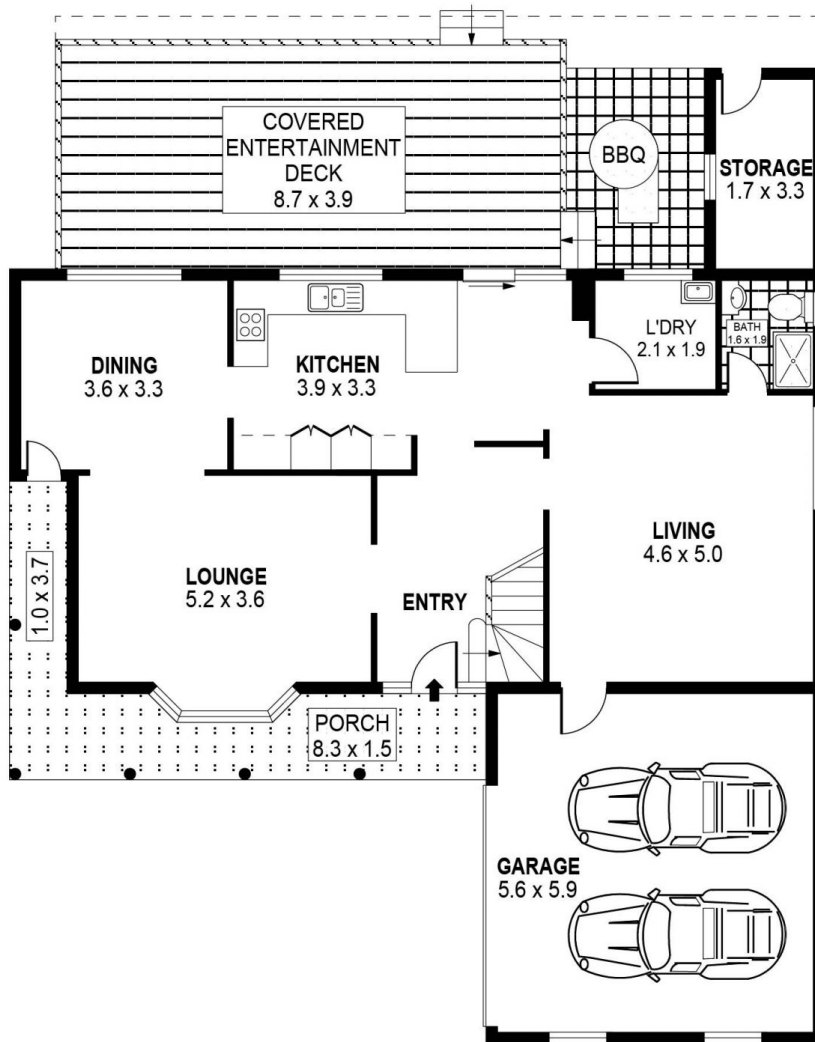 COVERED
ENTERTAINMENT
DECK
8.7 x 3.9
BBQ
STORAGE
1.7 x 3.3
DINING
3.6 x 3.3
KITCHEN
3.9 x 3.3
L'DRY
2.1 x 1.9
BATH
1.6 x 1.9
1.0 x 3.7
LOUNGE
5.2 x 3.6
ENTRY
LIVING
4.6 x 5.0
PORCH
8.3 x 1.5
GARAGE
5.6 x 5.9